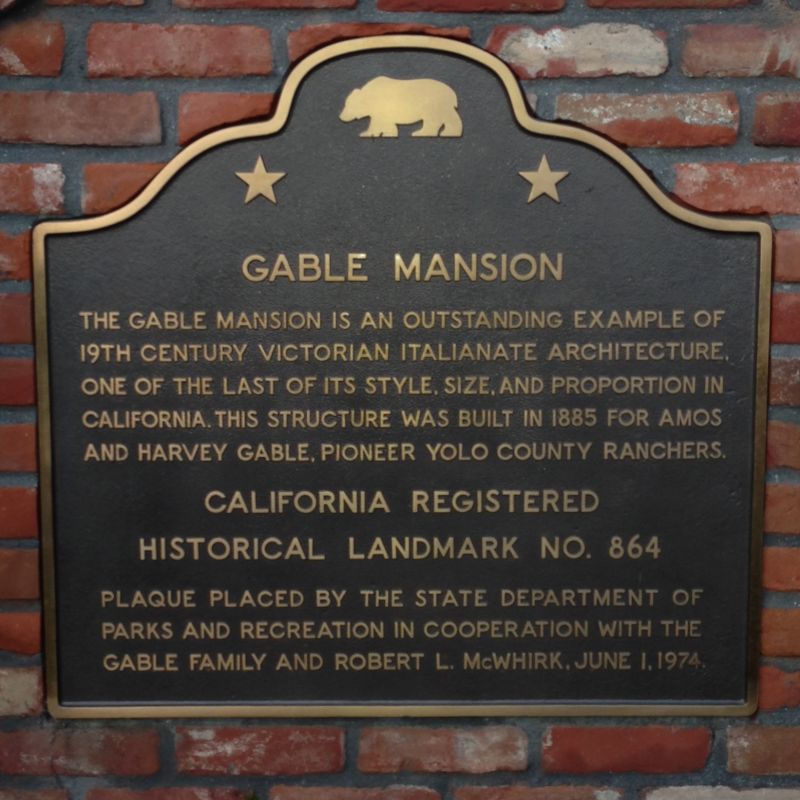 GABLE MANSION
THE GABLE MANSION IS AN OUTSTANDING EXAMPLE OF
19TH CENTURY VICTORIAN ITALIANATE ARCHITECTURE,
ONE OF THE LAST OF ITS STYLE, SIZE, AND PROPORTION IN
CALIFORNIA. THIS STRUCTURE WAS BUILT IN 1885 FOR AMOS
AND HARVEY GABLE, PIONEER YOLO COUNTY RANCHERS.
CALIFORNIA REGISTERED
HISTORICAL LANDMARK NO. 864
PLAQUE PLACED BY THE STATE DEPARTMENT OF
PARKS AND RECREATION IN COOPERATION WITH THE
GABLE FAMILY AND ROBERT L. McWHIRK, JUNE 1, 1974.